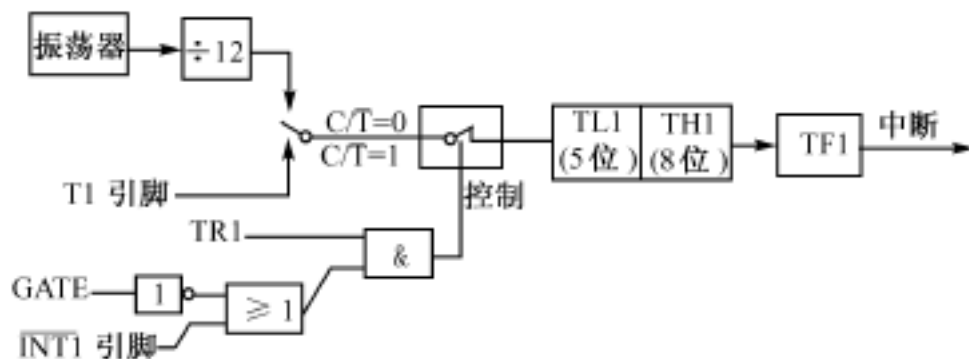 振荡器
÷12
C/T̅=0
C/T̅=1
T1 引脚
控制
TL1
(5位)
TH1
(8位)
TF1
中断
TR1
&
GATE
1
≥1
I̅N̅T̅1̅ 引脚